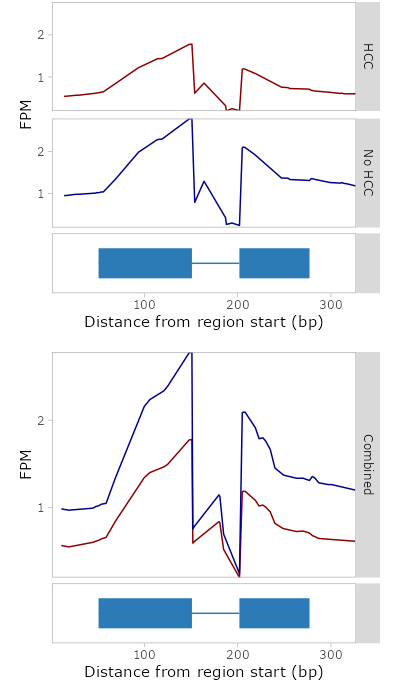 2
1
HCC
FPM
2
1
No HCC
100 200 300
Distance from region start (bp)
2
1
FPM
Combined
100 200 300
Distance from region start (bp)